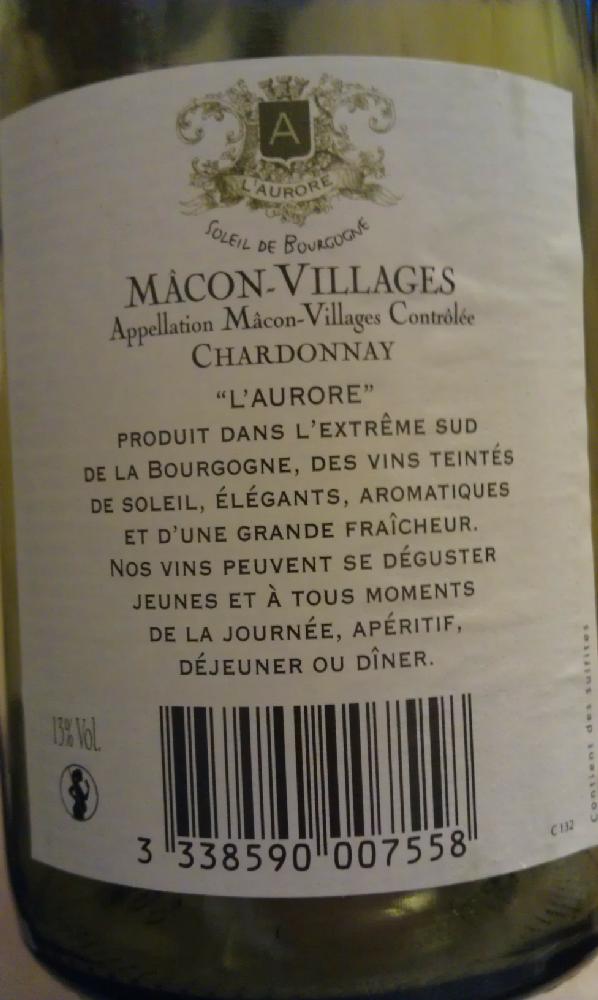 A
L'AURORE
SOLEIL DE BOURGOGNE
MÂCON-VILLAGES
Appellation Mâcon-Villages Contrôlée
CHARDONNAY
"L'AURORE"
PRODUIT DANS L'EXTRÊME SUD
DE LA BOURGOGNE, DES VINS TEINTÉS
DE SOLEIL, ÉLÉGANTS, AROMATIQUES
ET D'UNE GRANDE FRAÎCHEUR.
NOS VINS PEUVENT SE DÉGUSTER
JEUNES ET À TOUS MOMENTS
DE LA JOURNÉE, APÉRITIF,
DÉJEUNER OU DÎNER.
13% Vol.
3 338590 007558
C 132
Contient des sulfites